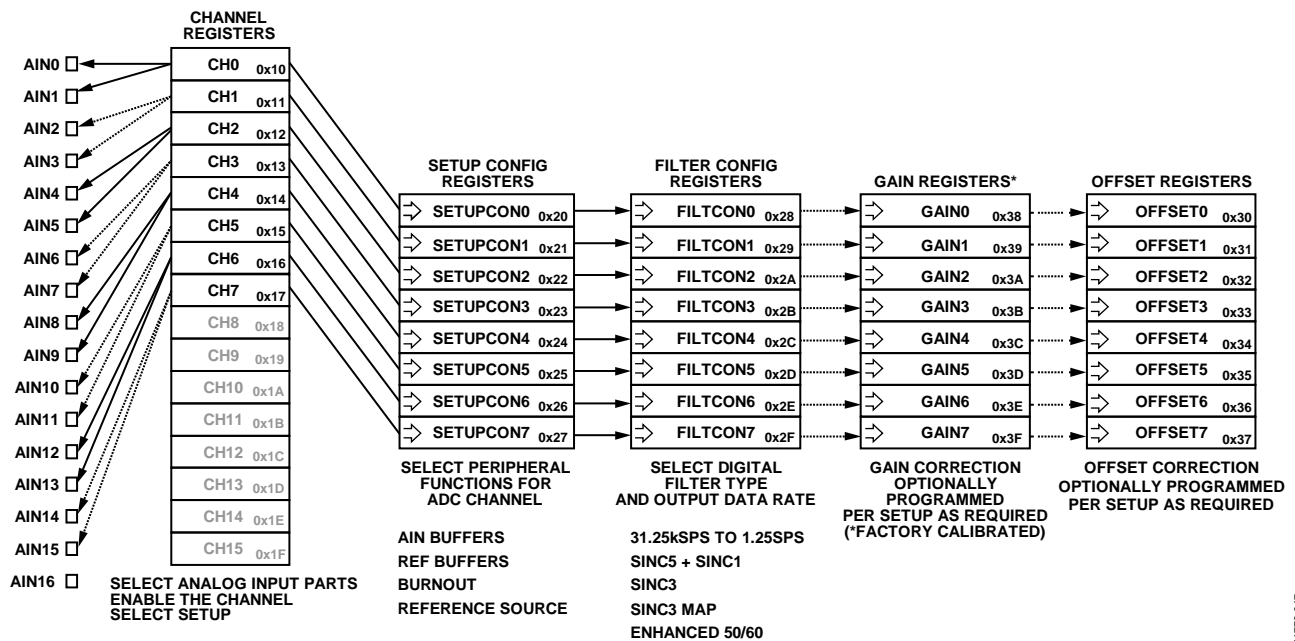 CHANNEL
REGISTERS
AIN0
AIN1
AIN2
AIN3
AIN4
AIN5
AIN6
AIN7
AIN8
AIN9
AIN10
AIN11
AIN12
AIN13
AIN14
AIN15
AIN16
CH0 0x10
CH1 0x11
CH2 0x12
CH3 0x13
CH4 0x14
CH5 0x15
CH6 0x16
CH7 0x17
CH8 0x18
CH9 0x19
CH10 0x1A
CH11 0x1B
CH12 0x1C
CH13 0x1D
CH14 0x1E
CH15 0x1F
SELECT ANALOG INPUT PARTS
ENABLE THE CHANNEL
SELECT SETUP
SETUP CONFIG
REGISTERS
SETUPCON0 0x20
SETUPCON1 0x21
SETUPCON2 0x22
SETUPCON3 0x23
SETUPCON4 0x24
SETUPCON5 0x25
SETUPCON6 0x26
SETUPCON7 0x27
SELECT PERIPHERAL
FUNCTIONS FOR
ADC CHANNEL
AIN BUFFERS
REF BUFFERS
BURNOUT
REFERENCE SOURCE
FILTER CONFIG
REGISTERS
FILTCON0 0x28
FILTCON1 0x29
FILTCON2 0x2A
FILTCON3 0x2B
FILTCON4 0x2C
FILTCON5 0x2D
FILTCON6 0x2E
FILTCON7 0x2F
SELECT DIGITAL
FILTER TYPE
AND OUTPUT DATA RATE
31.25kSPS TO 1.25SPS
SINC5 + SINC1
SINC3
SINC3 MAP
ENHANCED 50/60
GAIN REGISTERS*
GAIN0 0x38
GAIN1 0x39
GAIN2 0x3A
GAIN3 0x3B
GAIN4 0x3C
GAIN5 0x3D
GAIN6 0x3E
GAIN7 0x3F
GAIN CORRECTION
OPTIONALLY
PROGRAMMED
PER SETUP AS REQUIRED
(*FACTORY CALIBRATED)
OFFSET REGISTERS
OFFSET0 0x30
OFFSET1 0x31
OFFSET2 0x32
OFFSET3 0x33
OFFSET4 0x34
OFFSET5 0x35
OFFSET6 0x36
OFFSET7 0x37
OFFSET CORRECTION
OPTIONALLY PROGRAMMED
PER SETUP AS REQUIRED